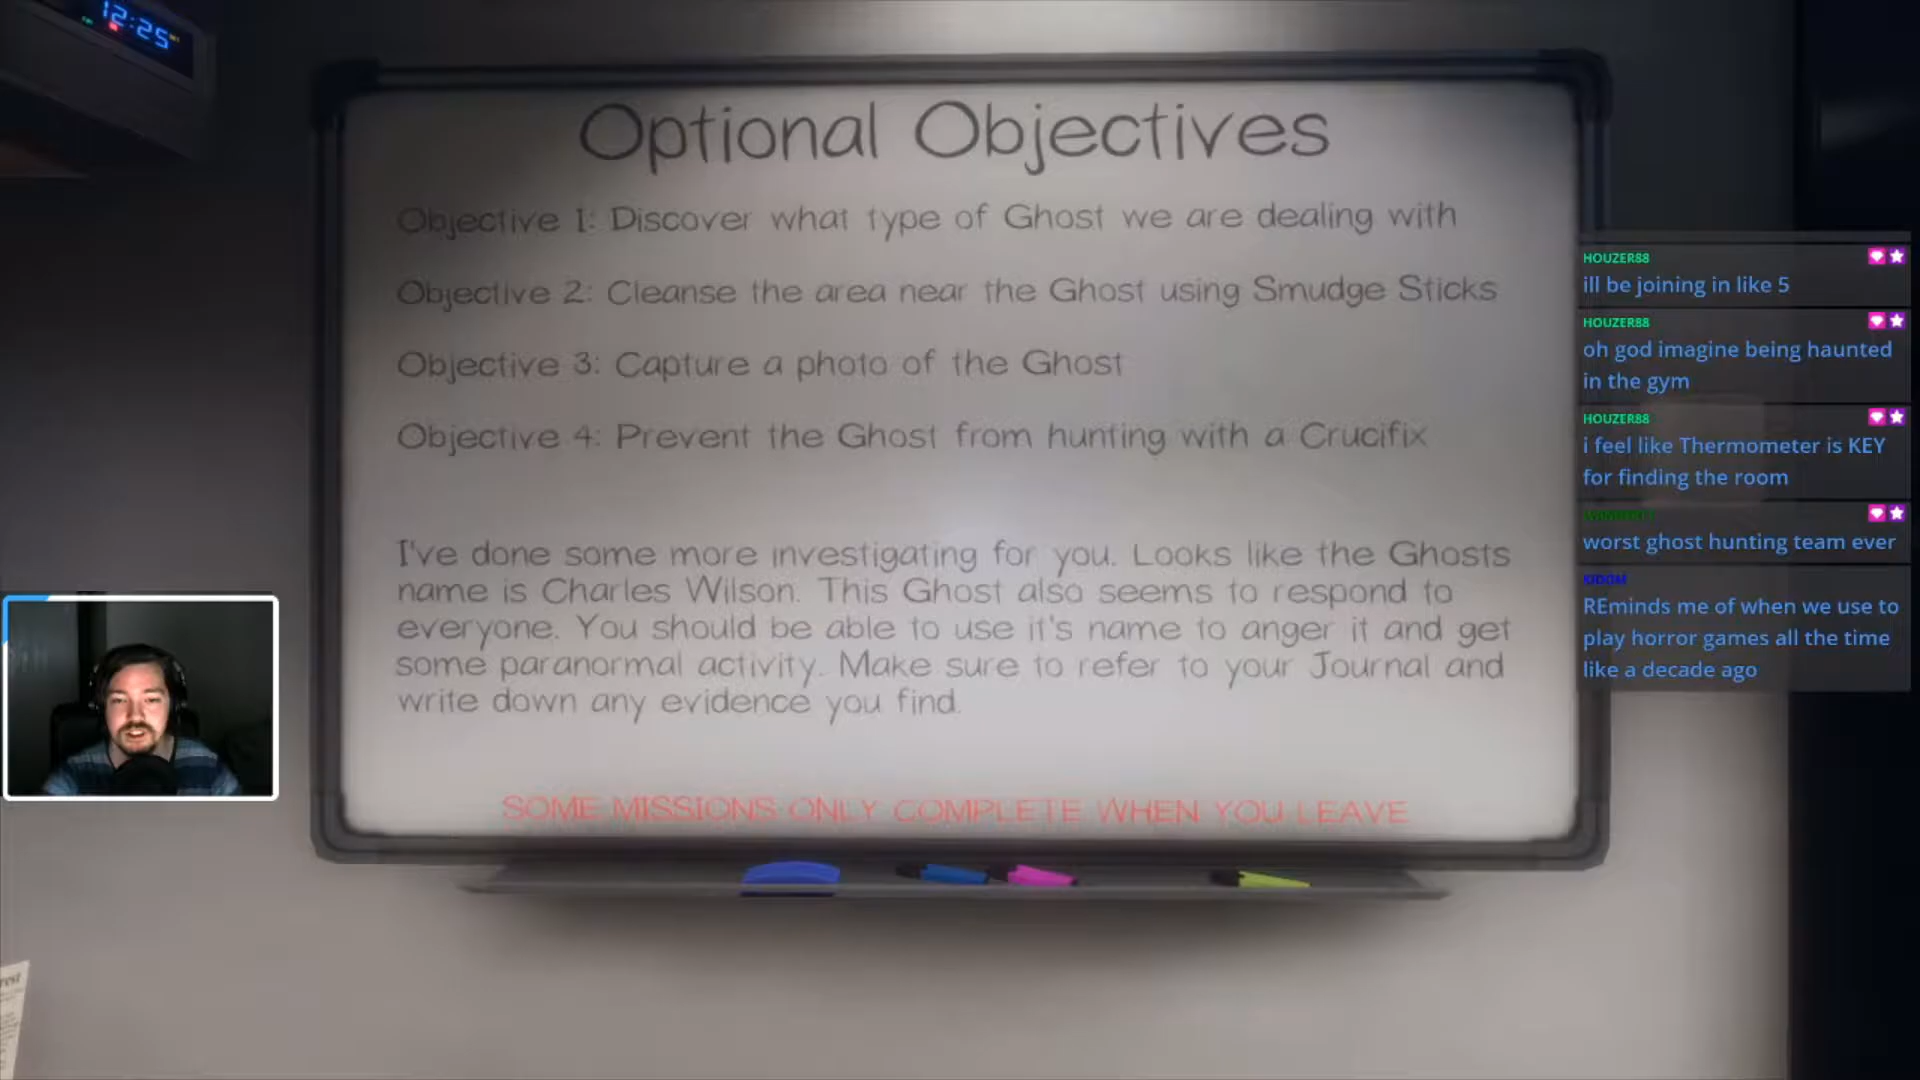 12:25
Optional Objectives
Objective 1: Discover what type of Ghost we are dealing with
Objective 2: Cleanse the area near the Ghost using Smudge Sticks
Objective 3: Capture a photo of the Ghost
Objective 4: Prevent the Ghost from hunting with a Crucifix
I've done some more investigating for you. Looks like the Ghosts
name is Charles Wilson. This Ghost also seems to respond to
everyone. You should be able to use it's name to anger it and get
some paranormal activity. Make sure to refer to your Journal and
write down any evidence you find.
SOME MISSIONS ONLY COMPLETE WHEN YOU LEAVE
HOUZER88
ill be joining in like 5
HOUZER88
oh god imagine being haunted
in the gym
HOUZER88
i feel like Thermometer is KEY
for finding the room
worst ghost hunting team ever
REminds me of when we use to
play horror games all the time
like a decade ago